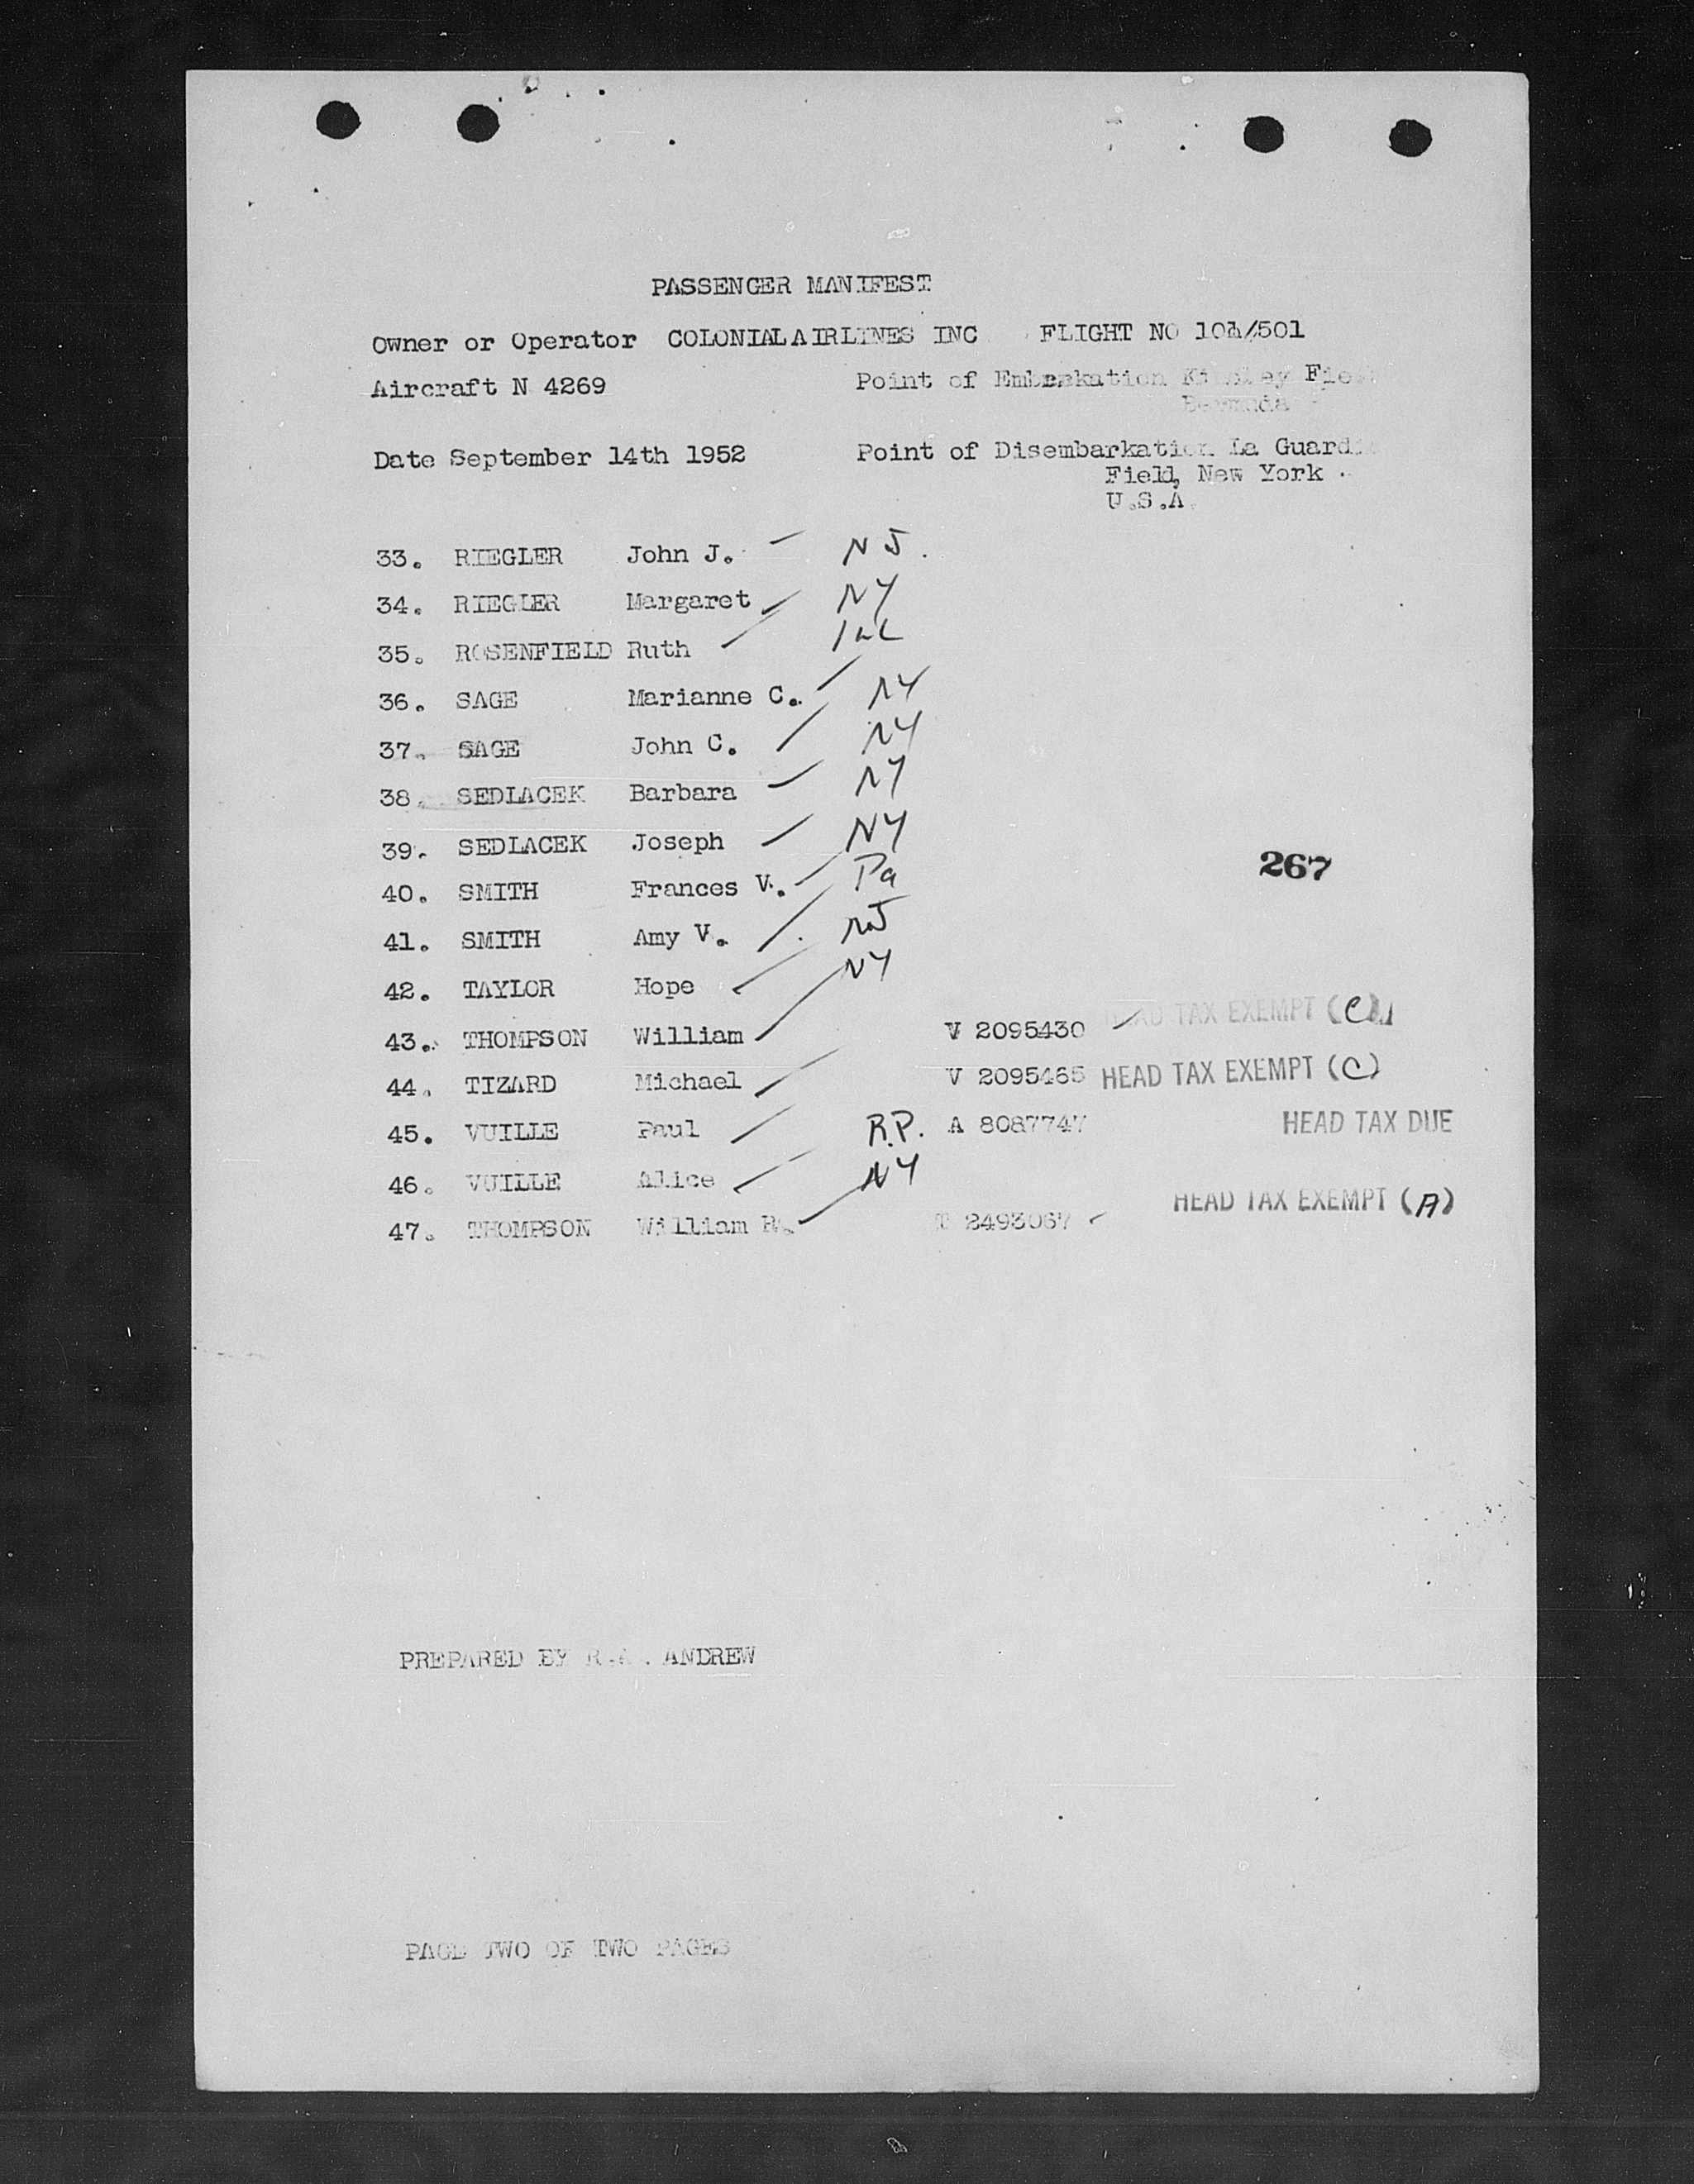 PASSENGER MANIFEST
Owner or Operator COLONIAL AIRLINES INC FLIGHT NO 101/501
Aircraft N 4269 Point of Embarkation Kindley Field
Bermuda
Date September 14th 1952 Point of Disembarkation La Guardia
Field, New York
U.S.A.
33. RIEGLER John J. NJ.
34. RIEGLER Margaret NY
35. ROSENFIELD Ruth
36. SAGE Marianne C. NY
37. SAGE John C. NY
38. SEDLACEK Barbara NY
39. SEDLACEK Joseph NY
267
40. SMITH Frances V. Pa
41. SMITH Amy V. NJ
42. TAYLOR Hope NY
43. THOMPSON William V 2095430 HEAD TAX EXEMPT (C)
44. TIZARD Michael V 2095465 HEAD TAX EXEMPT (C)
45. VUILLE Paul R.P. A 8087747 HEAD TAX DUE
46. VUILLE Alice NY
47. THOMPSON William R. T 2493067 HEAD TAX EXEMPT (A)
PREPARED BY R. ANDREW
PAGE TWO OF TWO PAGES